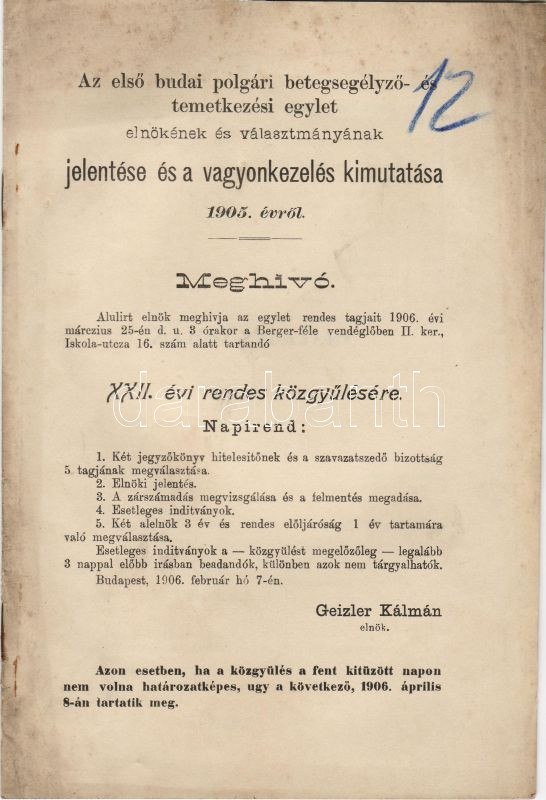 Az első budai polgári betegsegélyző- és
temetkezési egylet
elnökének és választmányának
jelentése és a vagyonkezelés kimutatása
1905. évről.
12
Meghivó.
Alulirt elnök meghivja az egylet rendes tagjait 1906. évi
márczius 25-én d. u. 3 órakor a Berger-féle vendéglőben II. ker.,
Iskola-utcza 16. szám alatt tartandó
XXII. évi rendes közgyűlésére.
darabanth
Napirend:
1. Két jegyzőkönyv hitelesitőnek és a szavazatszedő bizottság
5 tagjának megválasztása.
2. Elnöki jelentés.
3. A zárszámadás megvizsgálása és a felmentés megadása.
4. Esetleges inditványok.
5. Két alelnök 3 év és rendes előljáróság 1 év tartamára
való megválasztása.
Esetleges inditványok a — közgyülést megelőzőleg — legalább
3 nappal előbb irásban beadandók, különben azok nem tárgyalhatók.
Budapest, 1906. február hó 7-én.
Geizler Kálmán
elnök.
Azon esetben, ha a közgyülés a fent kitüzött napon
nem volna határozatképes, ugy a következő, 1906. április
8-án tartatik meg.